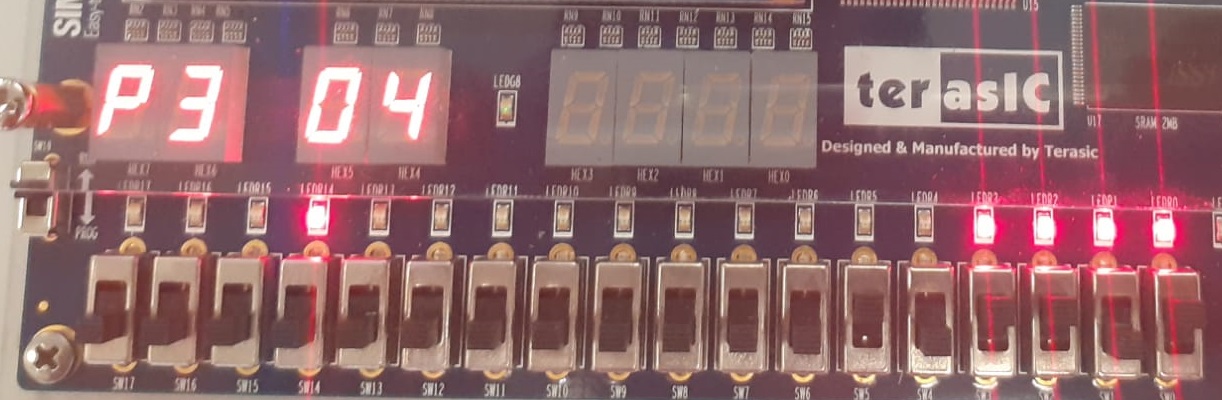 RN2 RN3 RN4 RN5 RN6 RN7 RN8 RN9 RN10 RN11 RN12 RN13 RN14 RN15 U15
SIM
Easy-
P3 04
LEDG8
terasIC
U17 SRAM 2MB
Designed & Manufactured by Terasic
HEX7 HEX6 HEX5 HEX4 HEX3 HEX2 HEX1 HEX0
RUN
PROG
LEDR17 LEDR16 LEDR15 LEDR14 LEDR13 LEDR12 LEDR11 LEDR10 LEDR9 LEDR8 LEDR7 LEDR6 LEDR5 LEDR4 LEDR3 LEDR2 LEDR1 LEDR0
SW17 SW16 SW15 SW14 SW13 SW12 SW11 SW10 SW9 SW8 SW7 SW6 SW5 SW4 SW3 SW2 SW1 SW0